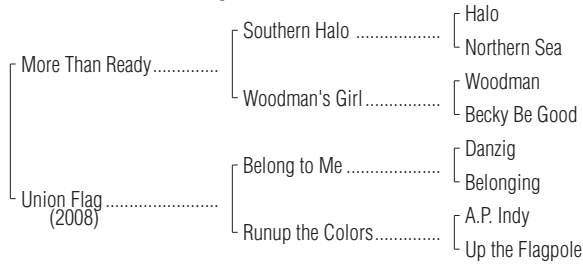 Halo
Southern Halo ..................
Northern Sea
More Than Ready..............
Woodman
Woodman's Girl................
Becky Be Good
Danzig
Belong to Me ...................
Belonging
Union Flag ........................
(2008)
A.P. Indy
Runup the Colors..............
Up the Flagpole